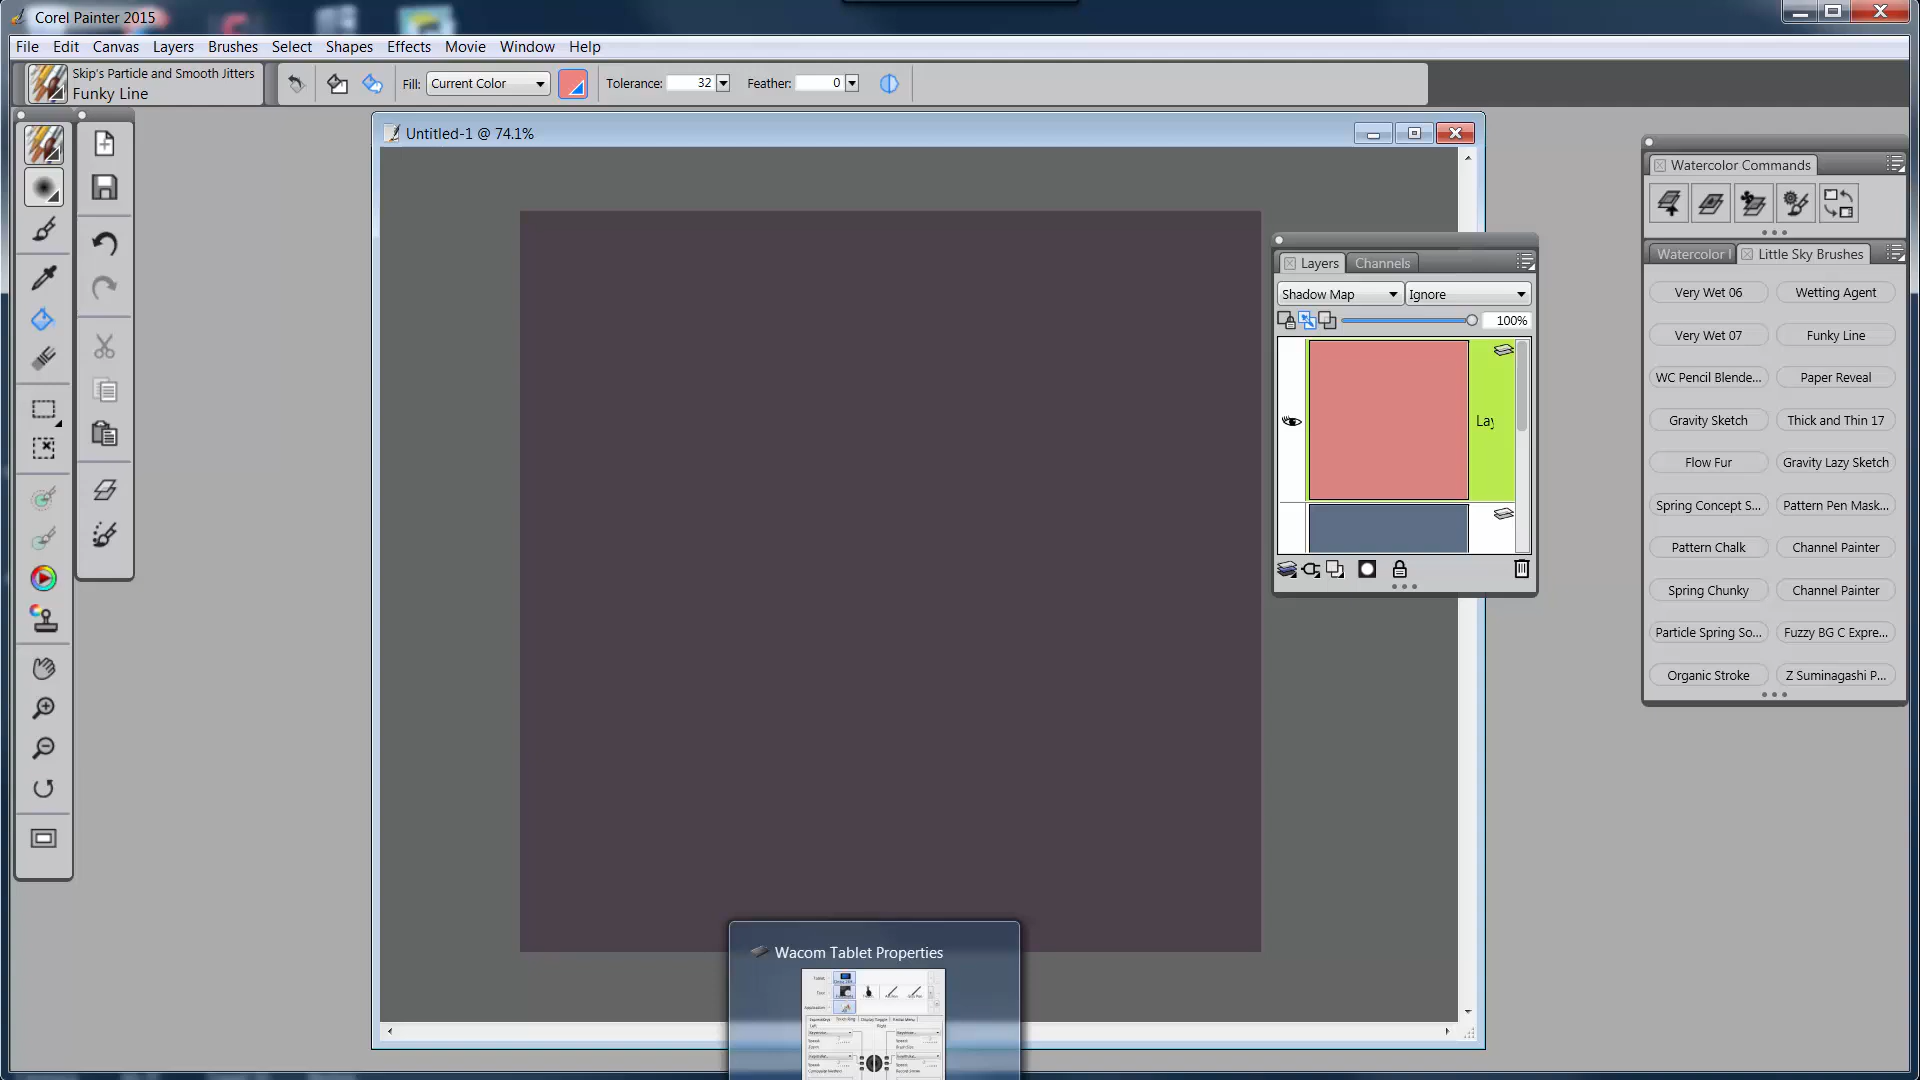 Corel Painter 2015
File Edit Canvas Layers Brushes Select Shapes Effects Movie Window Help
Skip's Particle and Smooth Jitters
Funky Line
Fill: Current Color Tolerance: 32 Feather: 0
Untitled-1 @ 74.1%
Watercolor Commands
Watercolor Little Sky Brushes
Very Wet 06 Wetting Agent
Very Wet 07 Funky Line
WC Pencil Blende... Paper Reveal
Gravity Sketch Thick and Thin 17
Flow Fur Gravity Lazy Sketch
Spring Concept S... Pattern Pen Mask...
Pattern Chalk Channel Painter
Spring Chunky Channel Painter
Particle Spring So... Fuzzy BG C Expre...
Organic Stroke Z Suminagashi P...
Layers Channels
Shadow Map Ignore
100%
Lay
Wacom Tablet Properties